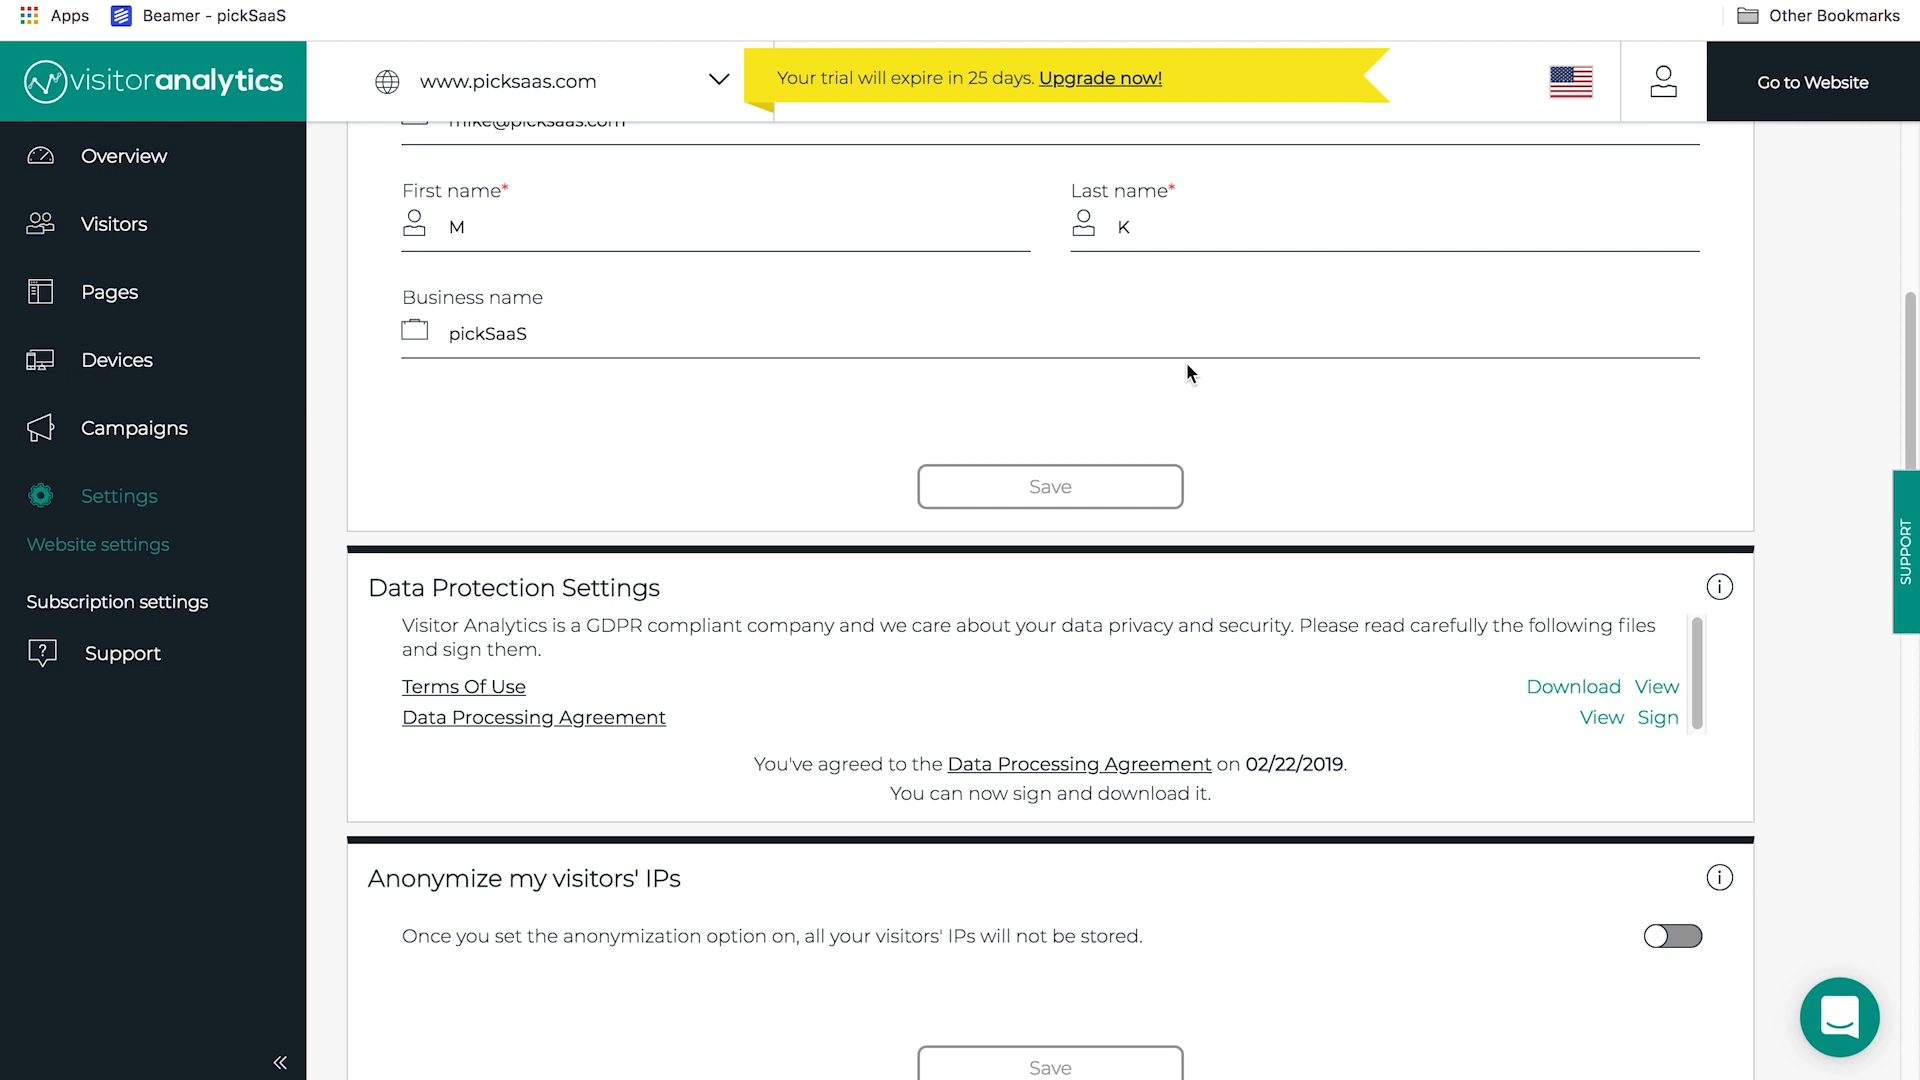 Apps
Beamer - pickSaaS
Other Bookmarks
visitoranalytics
www.picksaas.com
Your trial will expire in 25 days. Upgrade now!
Go to Website
mike@picksaas.com
Overview
Visitors
Pages
Devices
Campaigns
Settings
Website settings
Subscription settings
Support
First name*
M
Last name*
K
Business name
pickSaaS
Save
SUPPORT
Data Protection Settings
Visitor Analytics is a GDPR compliant company and we care about your data privacy and security. Please read carefully the following files
and sign them.
Terms Of Use Download View
Data Processing Agreement View Sign
You've agreed to the Data Processing Agreement on 02/22/2019.
You can now sign and download it.
Anonymize my visitors' IPs
Once you set the anonymization option on, all your visitors' IPs will not be stored.
Save